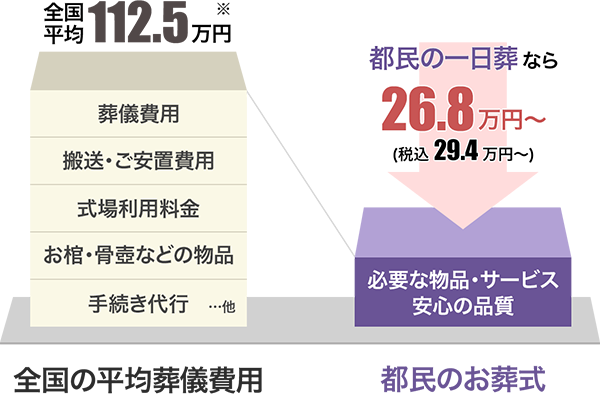 全国平均112.5万円※
葬儀費用
搬送・ご安置費用
式場利用料金
お棺・骨壺などの物品
手続き代行 …他
全国の平均葬儀費用
都民の一日葬なら
26.8万円～
(税込 29.4万円～)
必要な物品・サービス
安心の品質
都民のお葬式